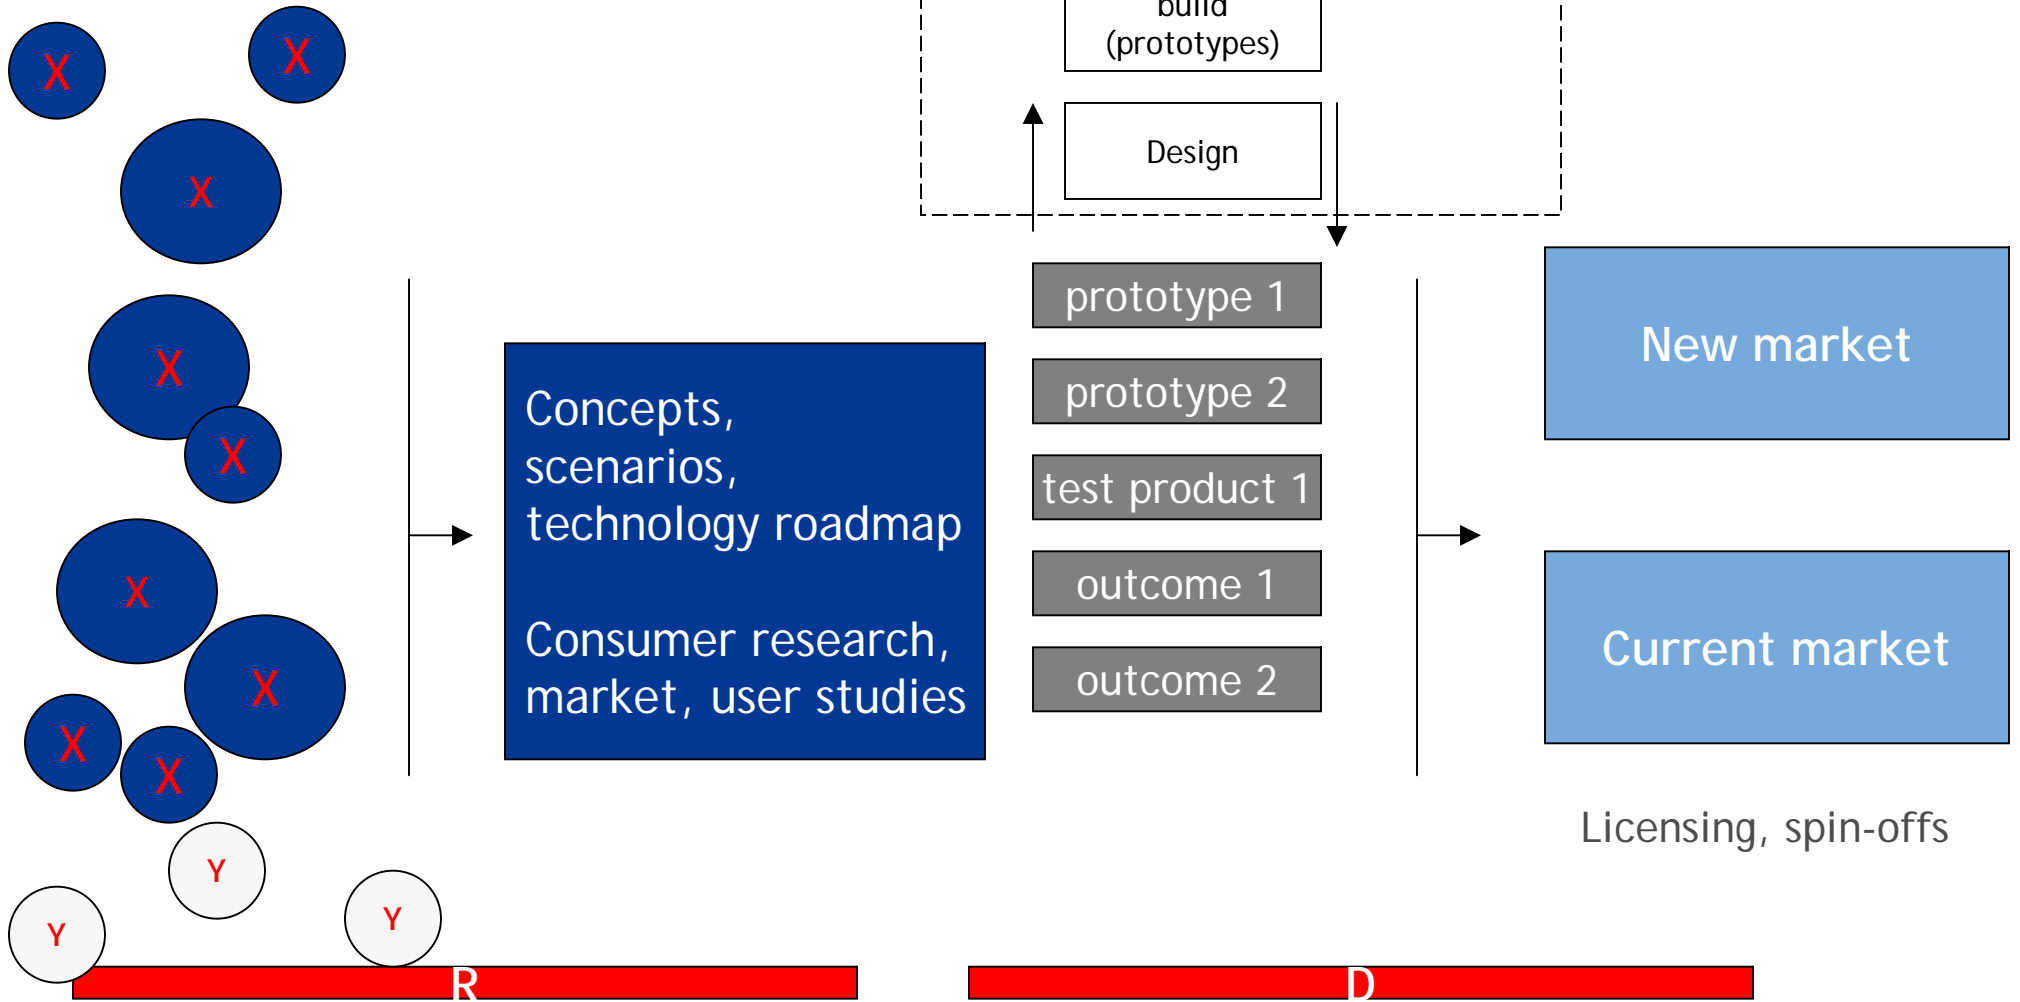 build
(prototypes)
Design
X
X
X
X
X
X
X
X
X
Y
Y
Y
Concepts,
scenarios,
technology roadmap
Consumer research,
market, user studies
prototype 1
prototype 2
test product 1
outcome 1
outcome 2
New market
Current market
Licensing, spin-offs
R
D